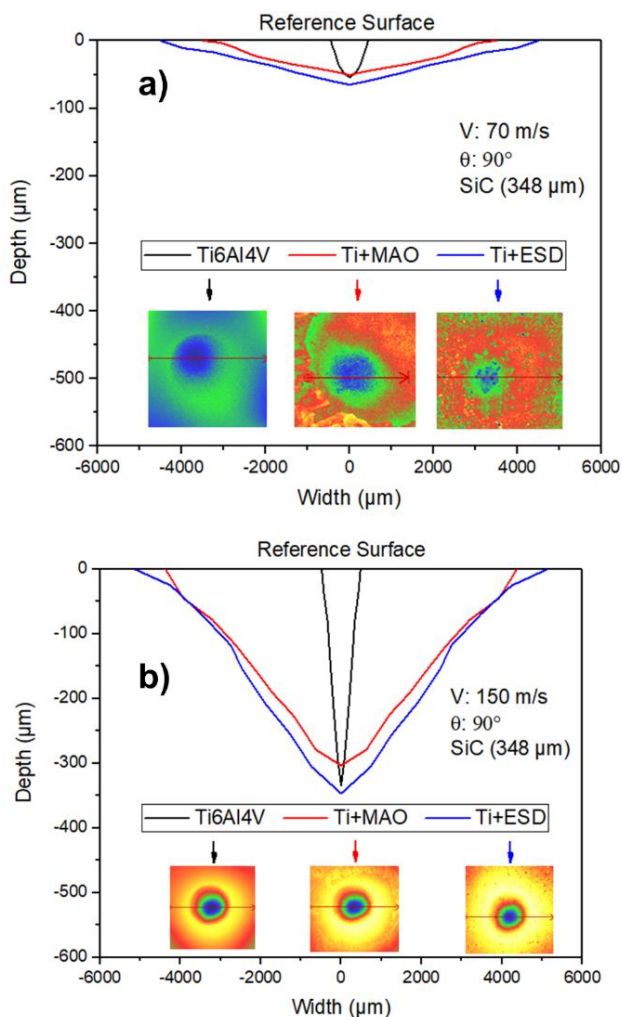 Reference Surface
0
-100
-200
-300
-400
-500
-600
Depth (µm)
a)
V: 70 m/s
θ: 90°
SiC (348 µm)
Ti6Al4V Ti+MAO Ti+ESD
-6000 -4000 -2000 0 2000 4000 6000
Width (µm)
Reference Surface
0
-100
-200
-300
-400
-500
-600
Depth (µm)
b)
V: 150 m/s
θ: 90°
SiC (348 µm)
Ti6Al4V Ti+MAO Ti+ESD
-6000 -4000 -2000 0 2000 4000 6000
Width (µm)